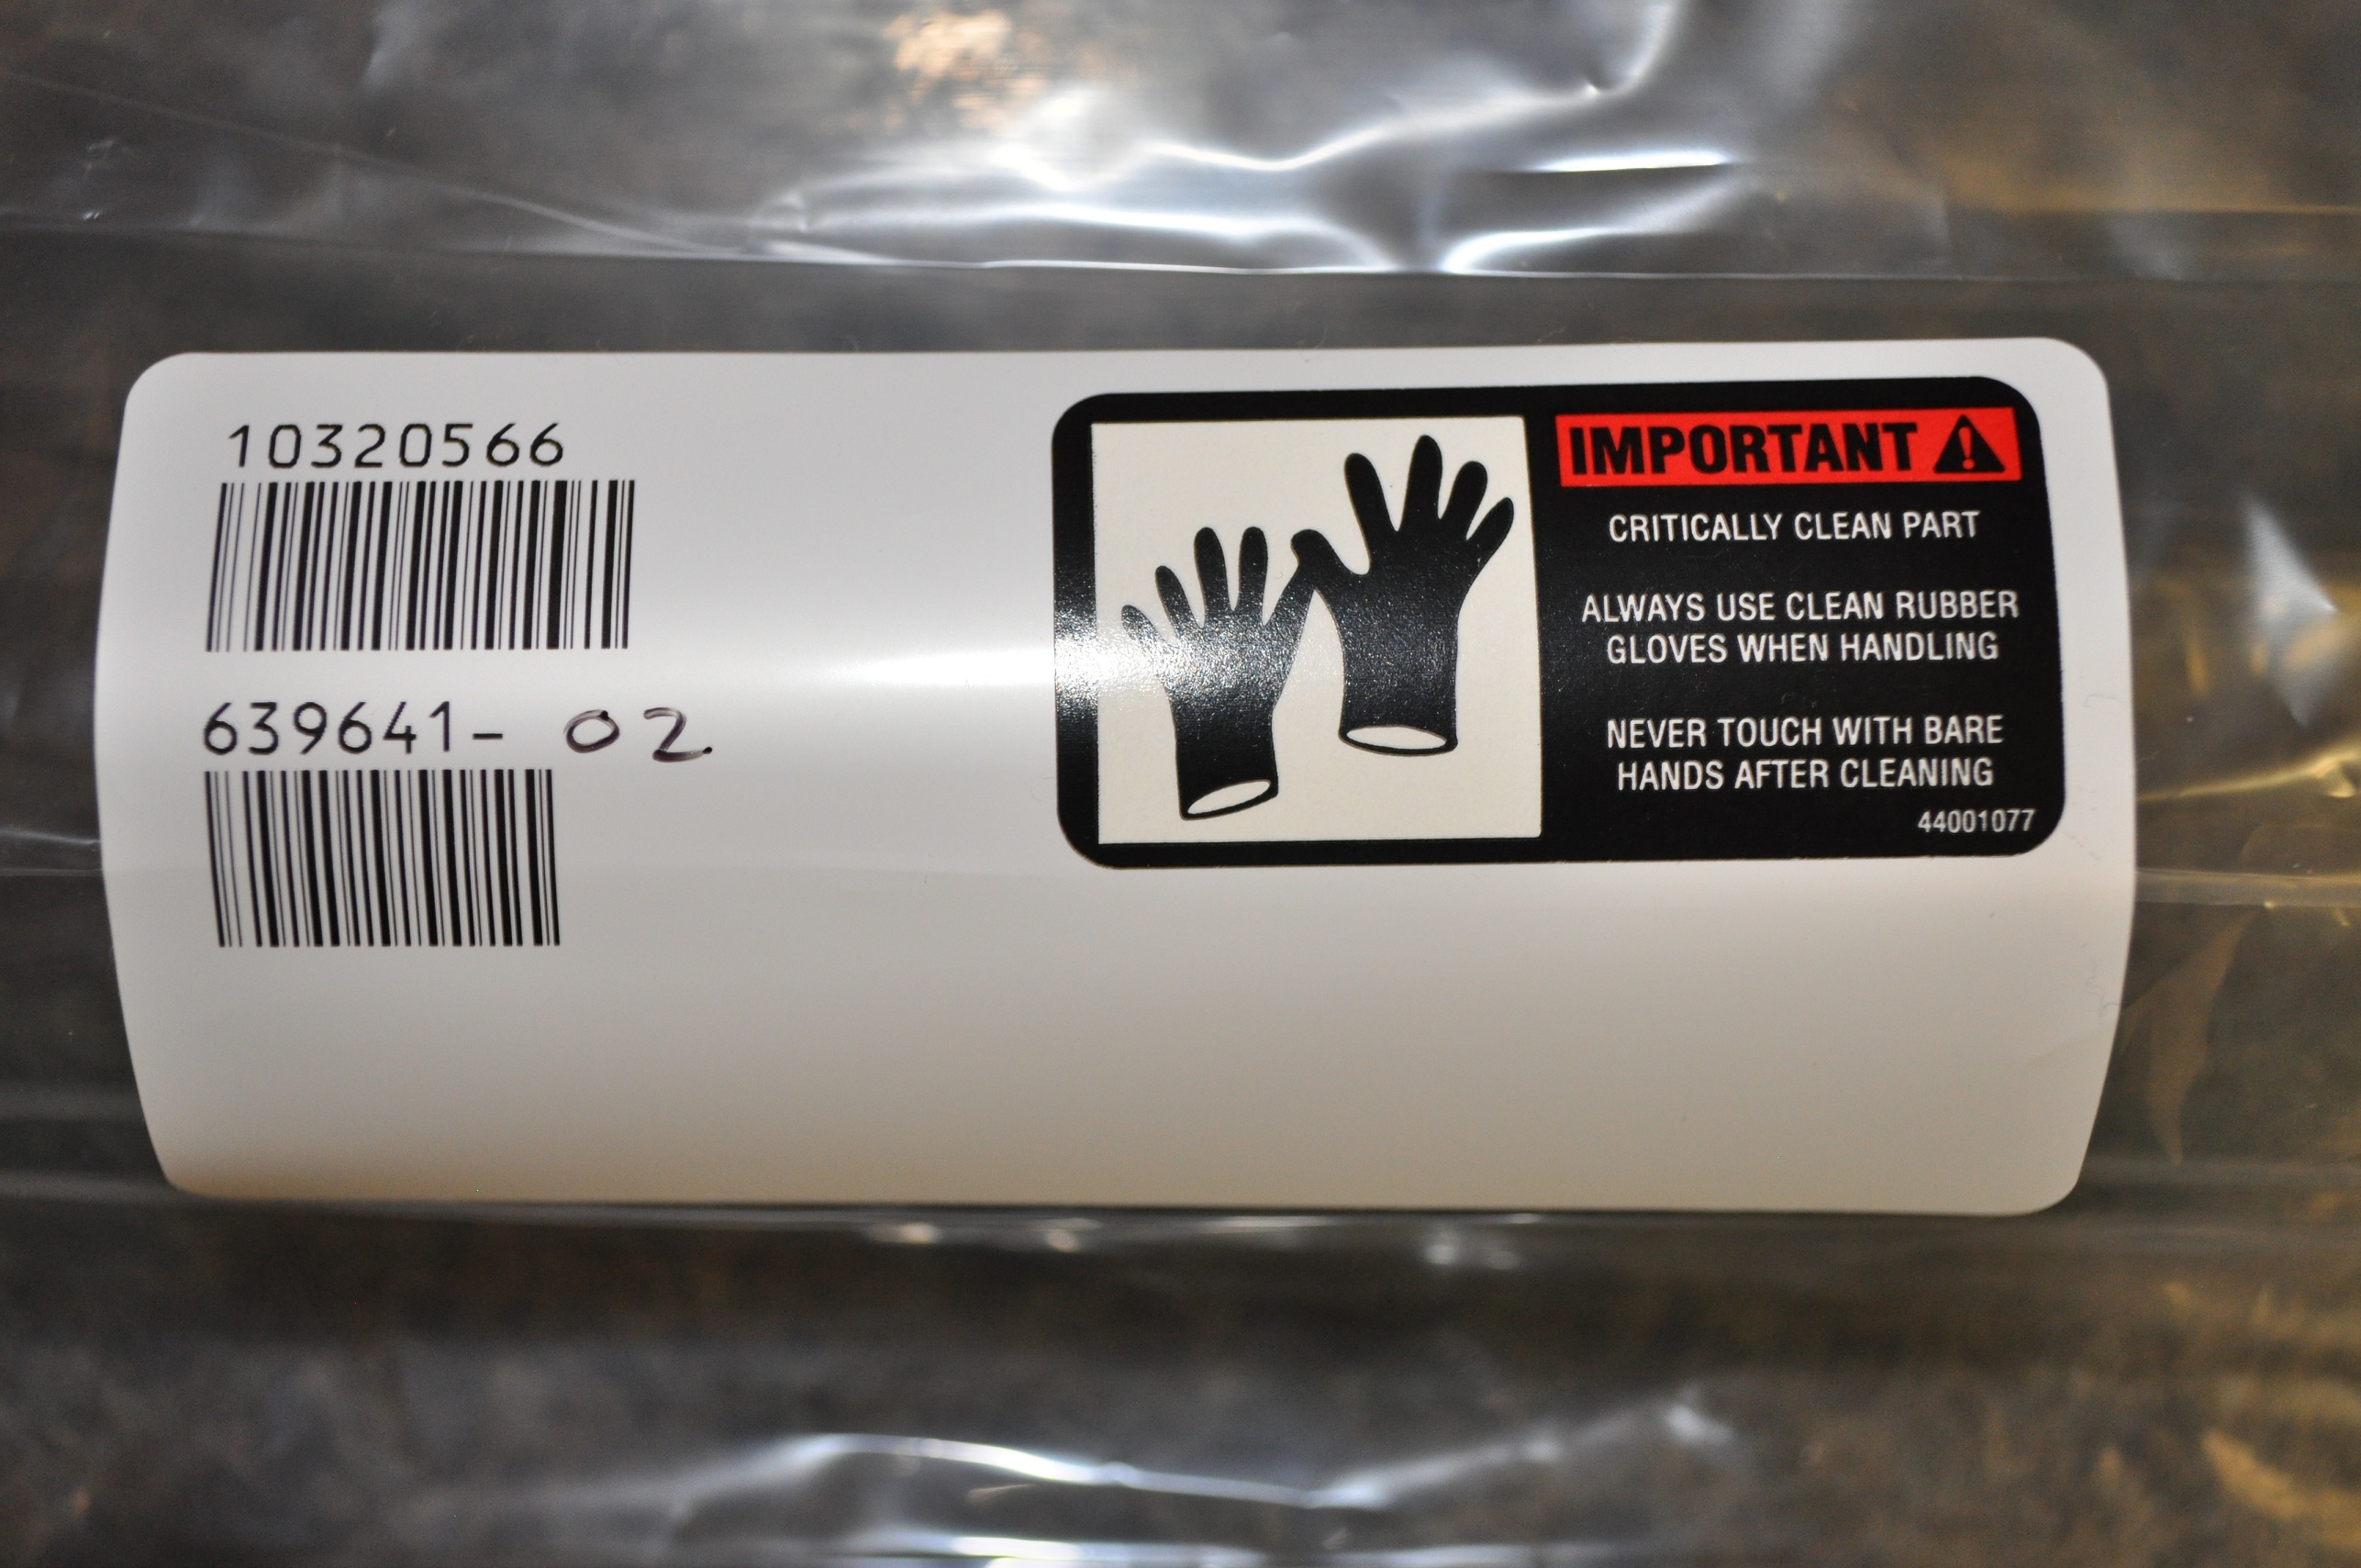 10320566
639641- 02
IMPORTANT
CRITICALLY CLEAN PART
ALWAYS USE CLEAN RUBBER
GLOVES WHEN HANDLING
NEVER TOUCH WITH BARE
HANDS AFTER CLEANING
44001077